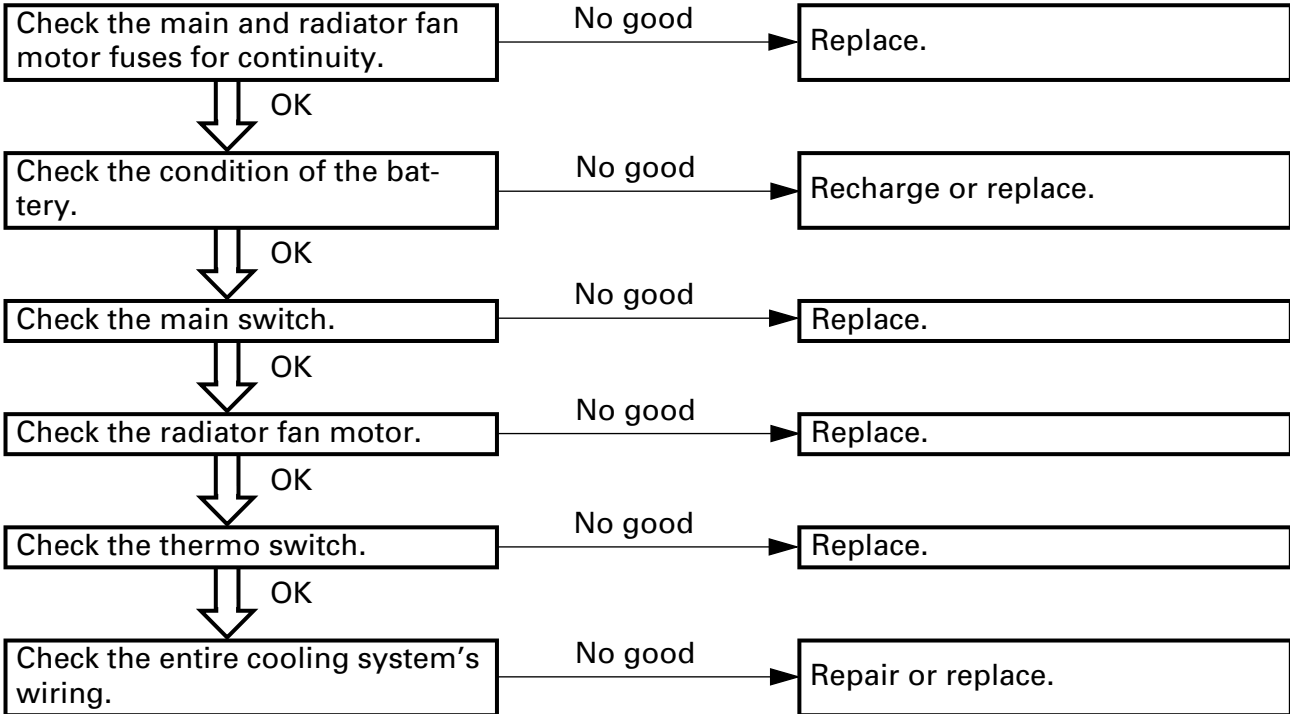 Check the main and radiator fan
motor fuses for continuity.
No good
Replace.
OK
Check the condition of the bat-
tery.
No good
Recharge or replace.
OK
Check the main switch.
No good
Replace.
OK
Check the radiator fan motor.
No good
Replace.
OK
Check the thermo switch.
No good
Replace.
OK
Check the entire cooling system’s
wiring.
No good
Repair or replace.